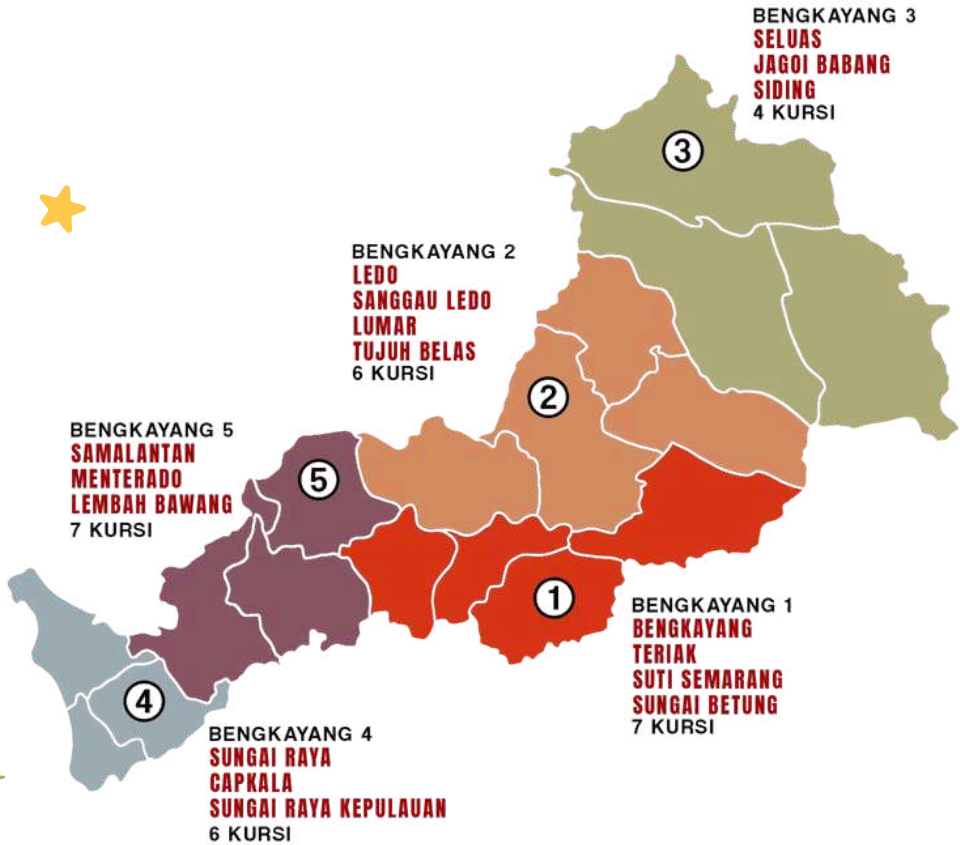 BENGKAYANG 3
SELUAS
JAGOI BABANG
SIDING
4 KURSI
3
BENGKAYANG 2
LEDO
SANGGAU LEDO
LUMAR
TUJUH BELAS
6 KURSI
2
BENGKAYANG 5
SAMALANTAN
MENTERADO
LEMBAH BAWANG
7 KURSI
5
1
BENGKAYANG 1
BENGKAYANG
TERIAK
SUTI SEMARANG
SUNGAI BETUNG
7 KURSI
4
BENGKAYANG 4
SUNGAI RAYA
CAPKALA
SUNGAI RAYA KEPULAUAN
6 KURSI